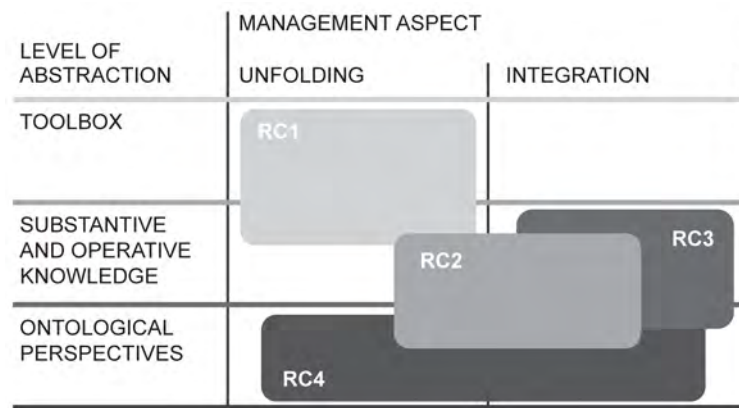 MANAGEMENT ASPECT
LEVEL OF
ABSTRACTION
UNFOLDING
INTEGRATION
TOOLBOX
RC1
SUBSTANTIVE
AND OPERATIVE
KNOWLEDGE
RC2
RC3
ONTOLOGICAL
PERSPECTIVES
RC4